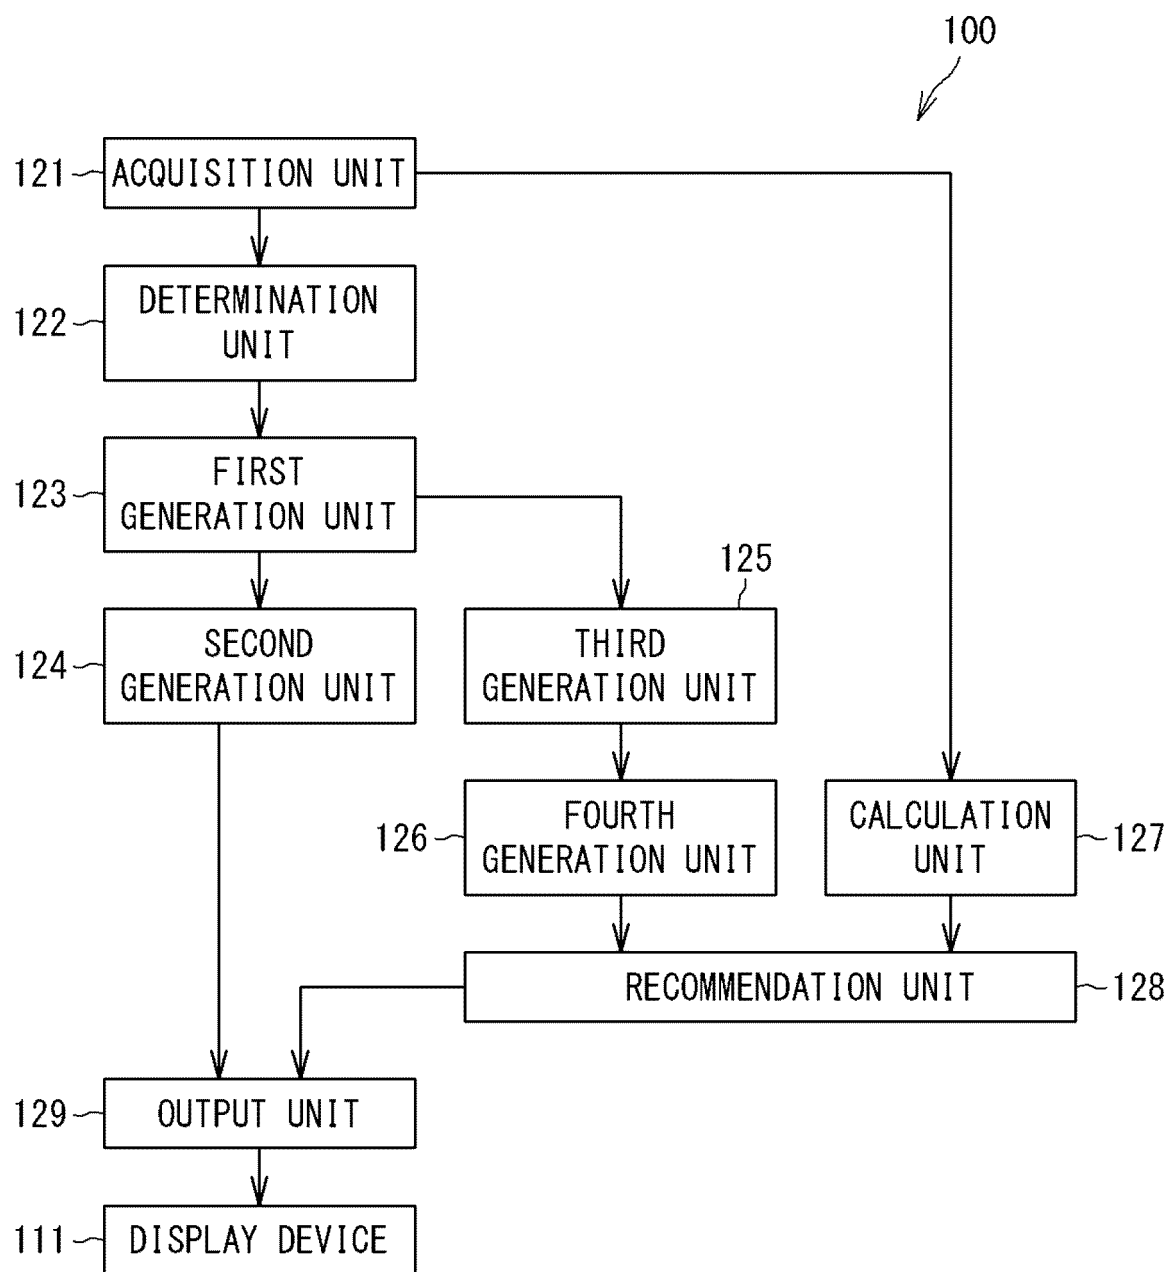 100
121
ACQUISITION UNIT
122
DETERMINATION
UNIT
123
FIRST
GENERATION UNIT
125
124
SECOND
GENERATION UNIT
THIRD
GENERATION UNIT
126
FOURTH
GENERATION UNIT
CALCULATION
UNIT
127
RECOMMENDATION UNIT
128
129
OUTPUT UNIT
111
DISPLAY DEVICE